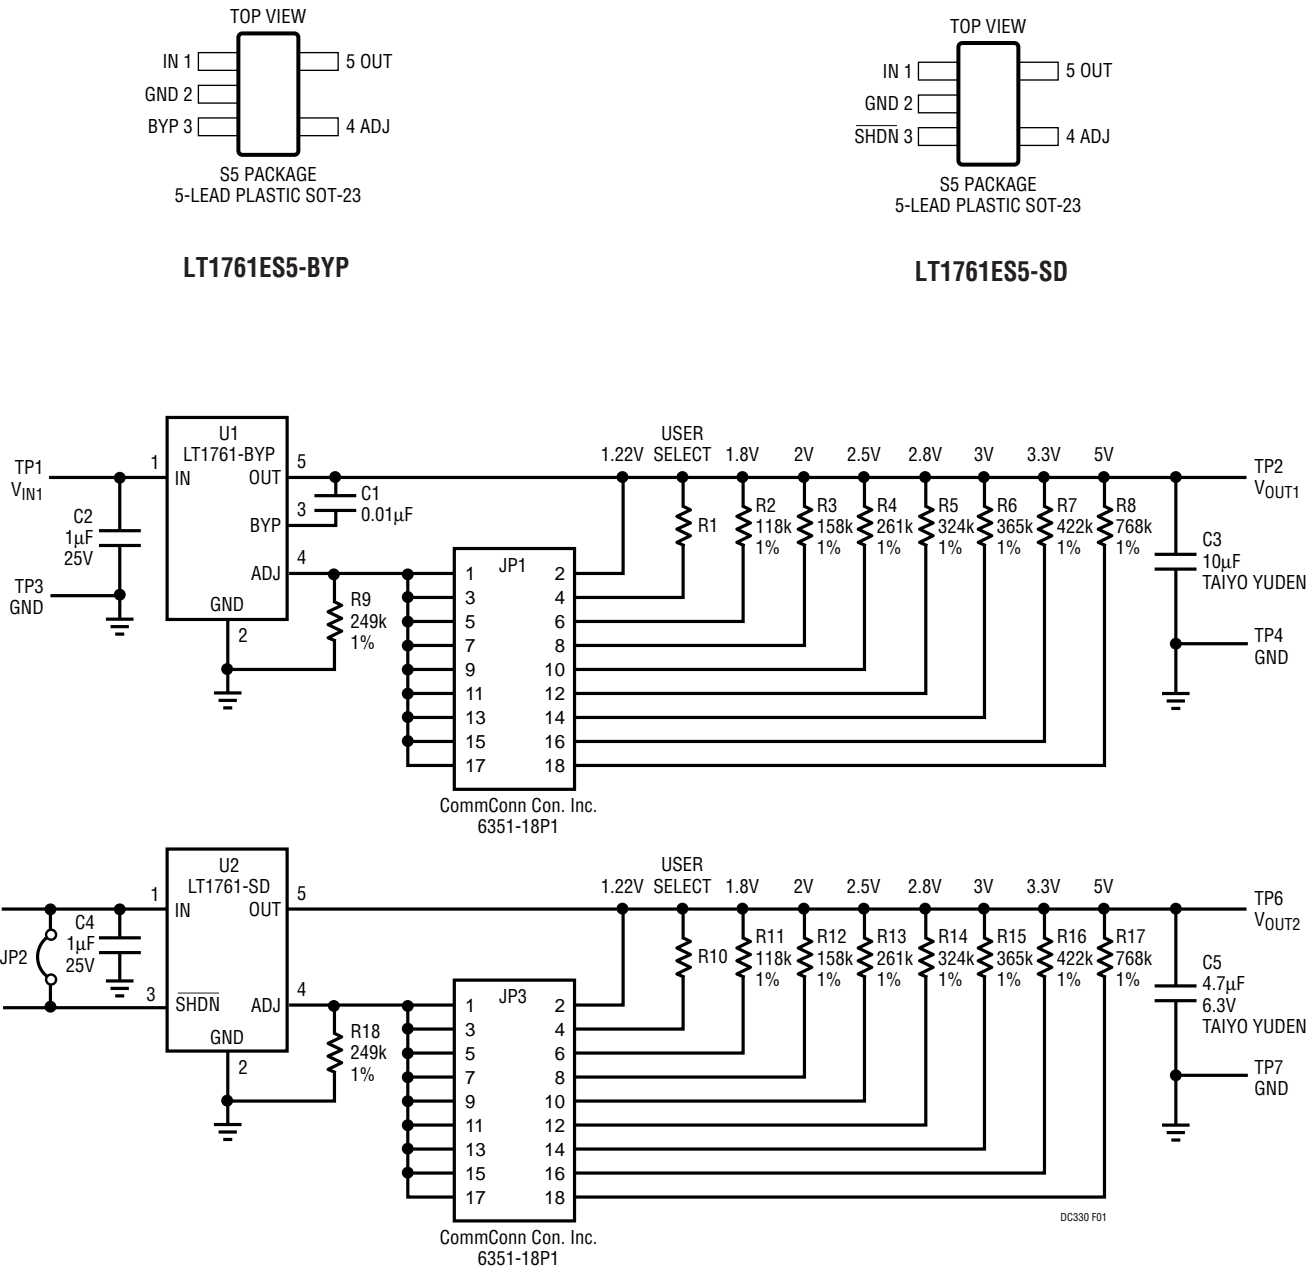 TOP VIEW
IN 1
5 OUT
GND 2
BYP 3
4 ADJ
S5 PACKAGE
5-LEAD PLASTIC SOT-23
LT1761ES5-BYP
TOP VIEW
IN 1
5 OUT
GND 2
SHDN 3
4 ADJ
S5 PACKAGE
5-LEAD PLASTIC SOT-23
LT1761ES5-SD
TP1
VIN1
C2
1µF
25V
TP3
GND
1
U1
LT1761-BYP
IN
OUT
BYP
ADJ
GND
5
3
4
2
C1
0.01µF
R9
249k
1%
JP1
1 2
3 4
5 6
7 8
9 10
11 12
13 14
15 16
17 18
CommConn Con. Inc.
6351-18P1
1.22V
USER
SELECT
1.8V
2V
2.5V
2.8V
3V
3.3V
5V
R1
R2
118k
1%
R3
158k
1%
R4
261k
1%
R5
324k
1%
R6
365k
1%
R7
422k
1%
R8
768k
1%
C3
10µF
TAIYO YUDEN
TP2
VOUT1
TP4
GND
JP2
C4
1µF
25V
1
3
U2
LT1761-SD
IN
OUT
SHDN
ADJ
GND
5
4
2
R18
249k
1%
JP3
1 2
3 4
5 6
7 8
9 10
11 12
13 14
15 16
17 18
CommConn Con. Inc.
6351-18P1
1.22V
USER
SELECT
1.8V
2V
2.5V
2.8V
3V
3.3V
5V
R10
R11
118k
1%
R12
158k
1%
R13
261k
1%
R14
324k
1%
R15
365k
1%
R16
422k
1%
R17
768k
1%
C5
4.7µF
6.3V
TAIYO YUDEN
TP6
VOUT2
TP7
GND
DC330 F01